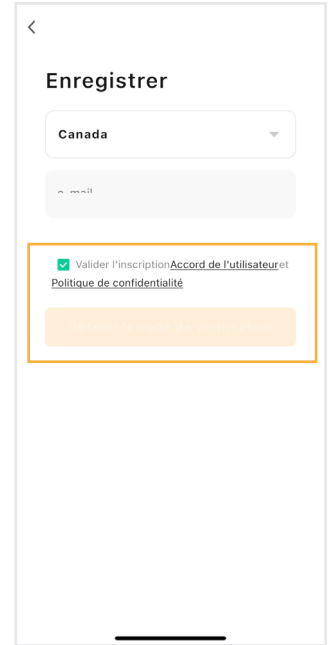 Enregistrer
Canada
e-mail
Valider l'inscriptionAccord de l'utilisateuret
Politique de confidentialité